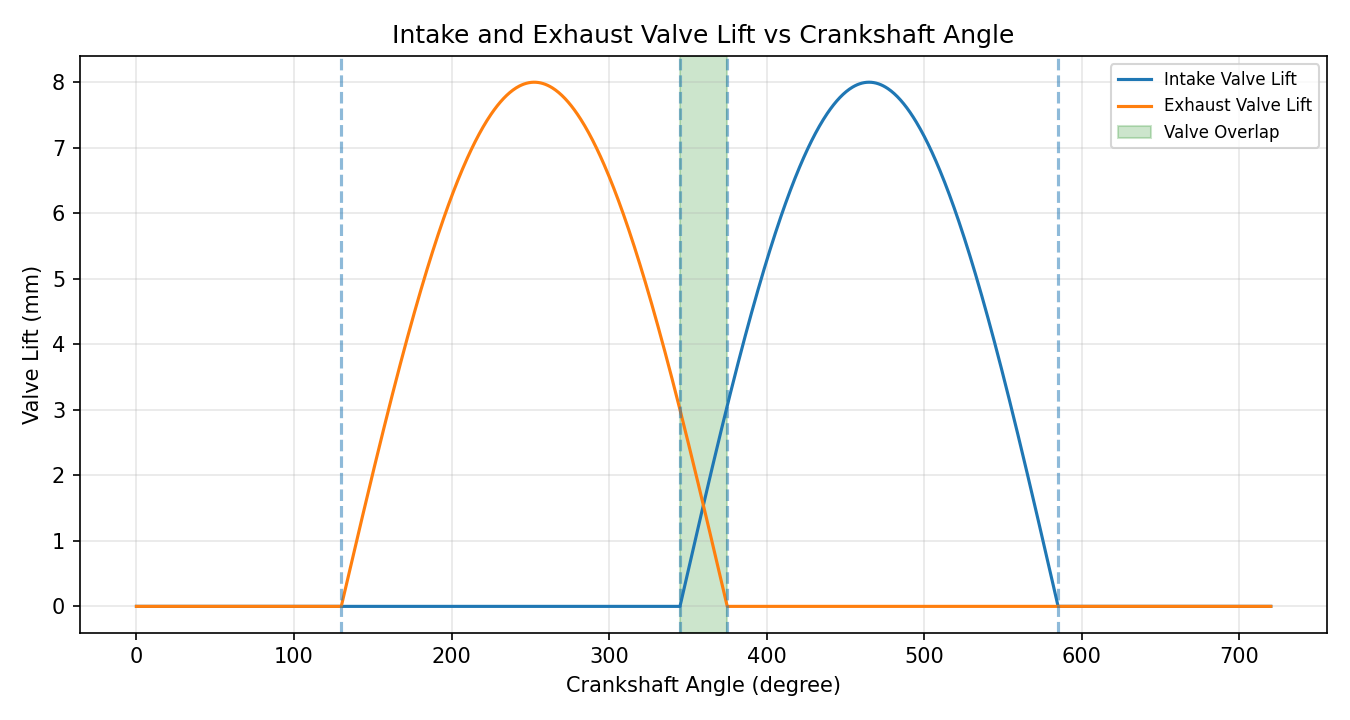 Intake and Exhaust Valve Lift vs Crankshaft Angle
Intake Valve Lift
Exhaust Valve Lift
Valve Overlap
Valve Lift (mm)
8
7
6
5
4
3
2
1
0
0 100 200 300 400 500 600 700
Crankshaft Angle (degree)